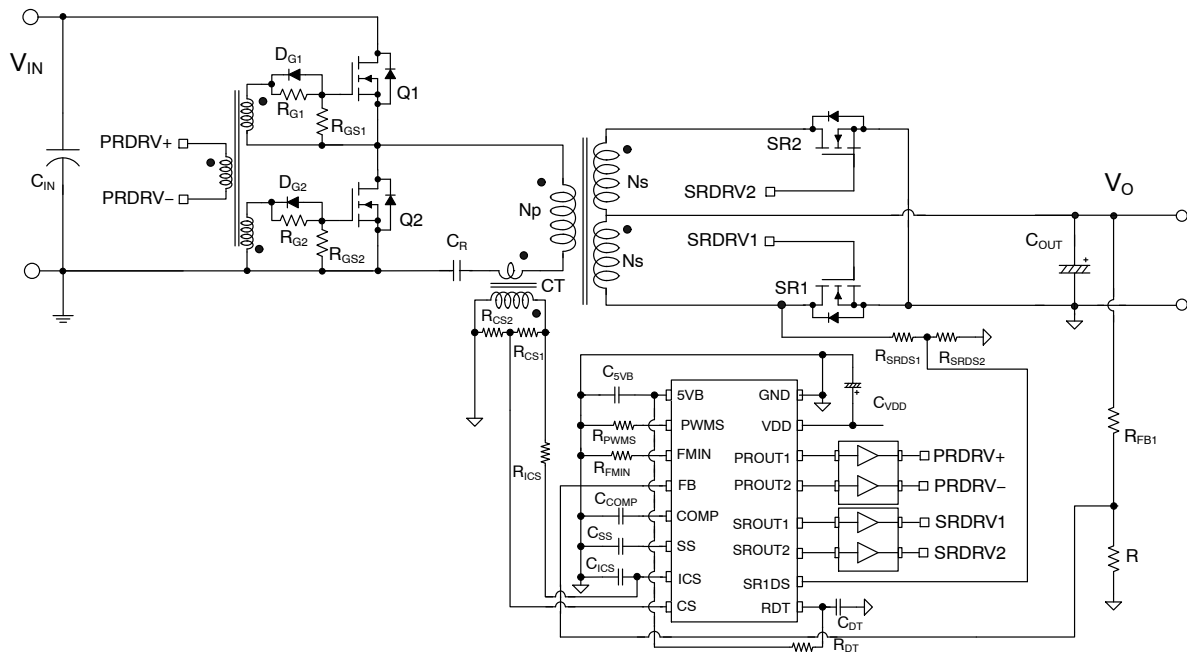 V_IN
C_IN
PRDRV+
PRDRV−
D_G1
R_G1
R_GS1
Q1
D_G2
R_G2
R_GS2
Q2
C_R
CT
Np
Ns
Ns
SR2
SRDRV2
SRDRV1
SR1
V_O
C_OUT
R_CS2
R_CS1
R_ICS
R_SRDS1
R_SRDS2
R_FB1
R
C_5VB
R_PWMS
R_FMIN
C_COMP
C_SS
C_ICS
5VB
PWMS
FMIN
FB
COMP
SS
ICS
CS
GND
VDD
PROUT1
PROUT2
SROUT1
SROUT2
SR1DS
RDT
C_VDD
PRDRV+
PRDRV−
SRDRV1
SRDRV2
C_DT
R_DT